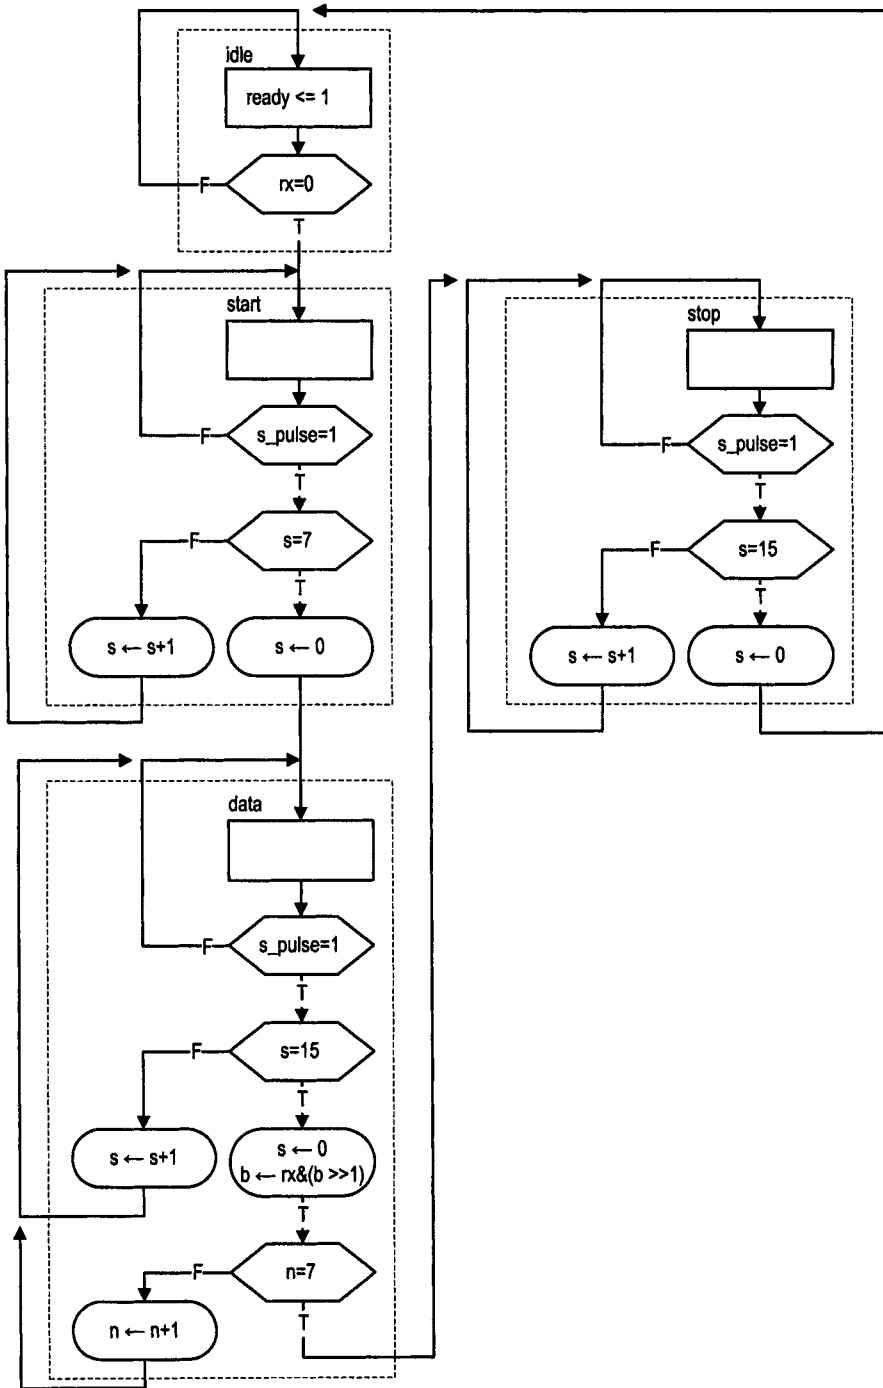 idle
ready <= 1
rx=0
F
T
start
s_pulse=1
F
T
s=7
F
T
s ← s+1
s ← 0
data
s_pulse=1
F
T
s=15
F
T
s ← s+1
s ← 0
b ← rx&(b >>1)
T
n=7
F
T
n ← n+1
stop
s_pulse=1
F
T
s=15
F
T
s ← s+1
s ← 0